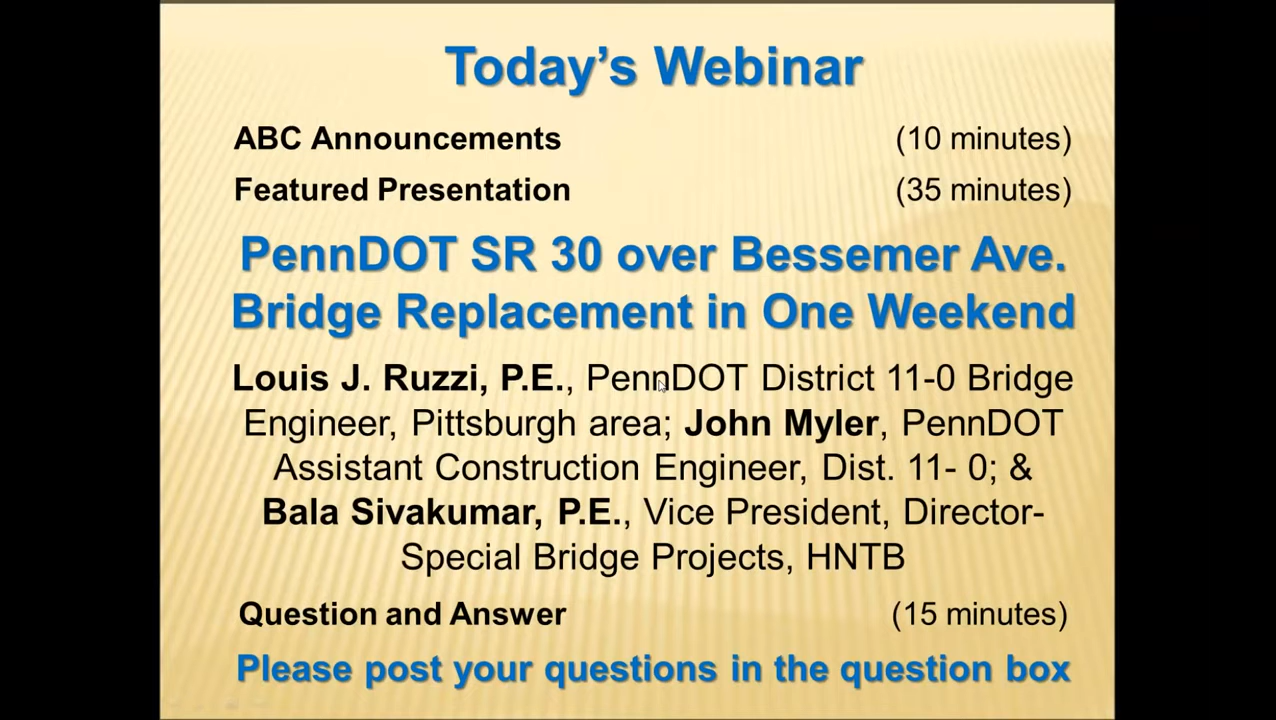 Today’s Webinar
ABC Announcements (10 minutes)
Featured Presentation (35 minutes)
PennDOT SR 30 over Bessemer Ave.
Bridge Replacement in One Weekend
Louis J. Ruzzi, P.E., PennDOT District 11-0 Bridge
Engineer, Pittsburgh area; John Myler, PennDOT
Assistant Construction Engineer, Dist. 11- 0; &
Bala Sivakumar, P.E., Vice President, Director-
Special Bridge Projects, HNTB
Question and Answer (15 minutes)
Please post your questions in the question box